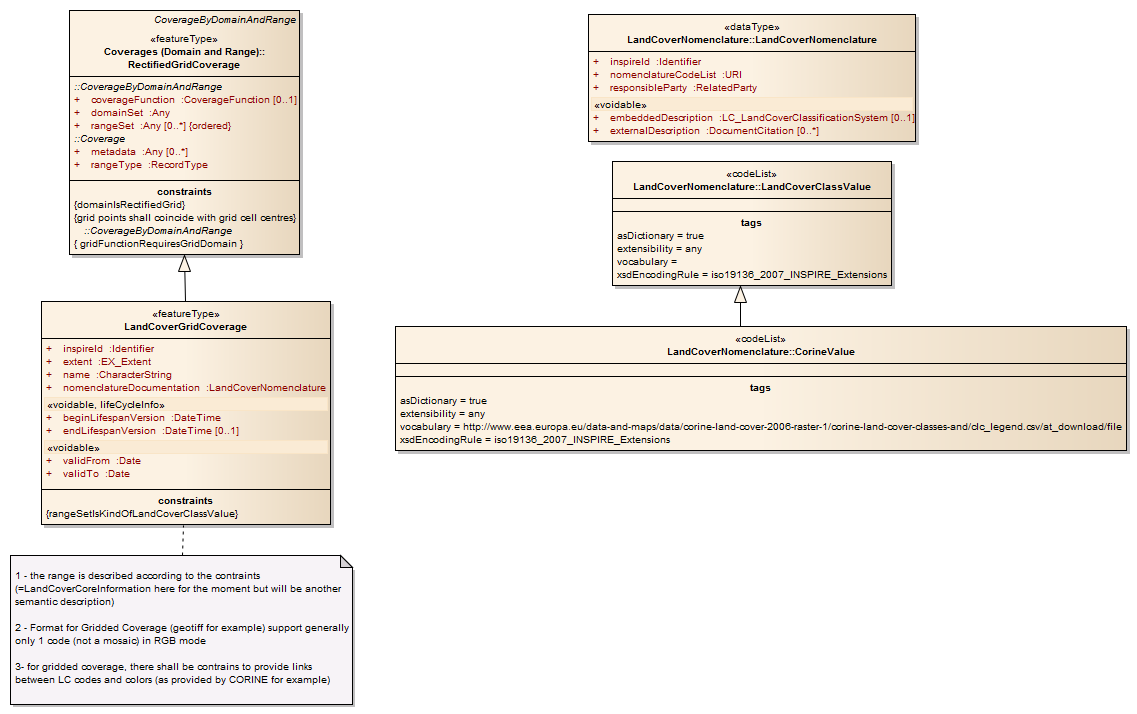 CoverageByDomainAndRange
«featureType»
Coverages (Domain and Range)::
RectifiedGridCoverage
::CoverageByDomainAndRange
+ coverageFunction :CoverageFunction [0..1]
+ domainSet :Any
+ rangeSet :Any [0..*] {ordered}
::Coverage
+ metadata :Any [0..*]
+ rangeType :RecordType
constraints
{domainIsRectifiedGrid}
{grid points shall coincide with grid cell centres}
::CoverageByDomainAndRange
{ gridFunctionRequiresGridDomain }
«featureType»
LandCoverGridCoverage
+ inspireId :Identifier
+ extent :EX_Extent
+ name :CharacterString
+ nomenclatureDocumentation :LandCoverNomenclature
«voidable, lifeCycleInfo»
+ beginLifespanVersion :DateTime
+ endLifespanVersion :DateTime [0..1]
«voidable»
+ validFrom :Date
+ validTo :Date
constraints
{rangeSetIsKindOfLandCoverClassValue}
1 - the range is described according to the contraints
(=LandCoverCoreInformation here for the moment but will be another
semantic description)
2 - Format for Gridded Coverage (geotiff for example) support generally
only 1 code (not a mosaic) in RGB mode
3- for gridded coverage, there shall be contrains to provide links
between LC codes and colors (as provided by CORINE for example)
«dataType»
LandCoverNomenclature::LandCoverNomenclature
+ inspireId :Identifier
+ nomenclatureCodeList :URI
+ responsibleParty :RelatedParty
«voidable»
+ embeddedDescription :LC_LandCoverClassificationSystem [0..1]
+ externalDescription :DocumentCitation [0..*]
«codeList»
LandCoverNomenclature::LandCoverClassValue
tags
asDictionary = true
extensibility = any
vocabulary =
xsdEncodingRule = iso19136_2007_INSPIRE_Extensions
«codeList»
LandCoverNomenclature::CorineValue
tags
asDictionary = true
extensibility = any
vocabulary = http://www.eea.europa.eu/data-and-maps/data/corine-land-cover-2006-raster-1/corine-land-cover-classes-and/clc_legend.csv/at_download/file
xsdEncodingRule = iso19136_2007_INSPIRE_Extensions